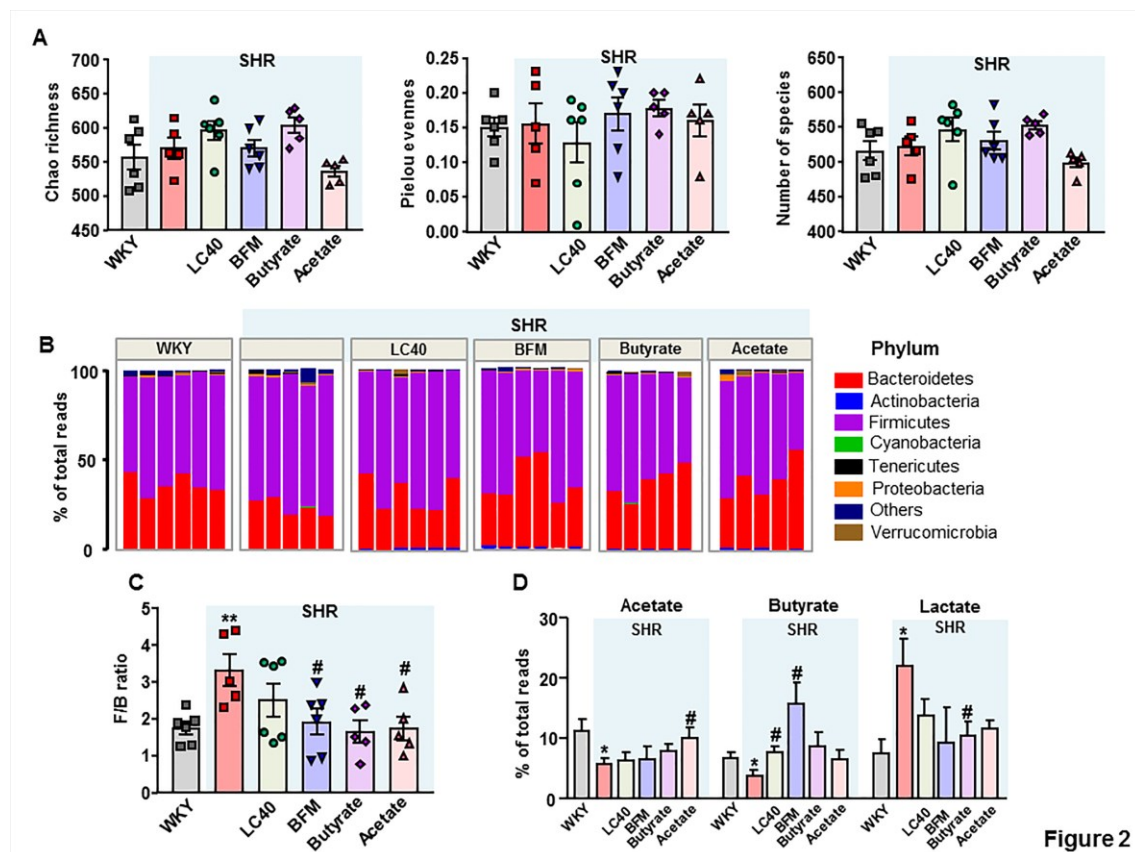 A
SHR
Chao richness
700
650
600
550
500
450
WKY
LC40
BFM
Butyrate
Acetate
SHR
Pielou evennes
0.25
0.20
0.15
0.10
0.05
0.00
WKY
LC40
BFM
Butyrate
Acetate
SHR
Number of species
650
600
550
500
450
400
WKY
LC40
BFM
Butyrate
Acetate
SHR
B
WKY
LC40
BFM
Butyrate
Acetate
% of total reads
100
50
0
Phylum
Bacteroidetes
Actinobacteria
Firmicutes
Cyanobacteria
Tenericutes
Proteobacteria
Others
Verrucomicrobia
C
SHR
F/B ratio
5
4
3
2
1
0
**
#
#
#
WKY
LC40
BFM
Butyrate
Acetate
D
% of total reads
30
20
10
0
Acetate
SHR
*
#
WKY
LC40
BFM
Butyrate
Acetate
Butyrate
SHR
*
#
#
WKY
LC40
BFM
Butyrate
Acetate
Lactate
SHR
*
#
WKY
LC40
BFM
Butyrate
Acetate
Figure 2